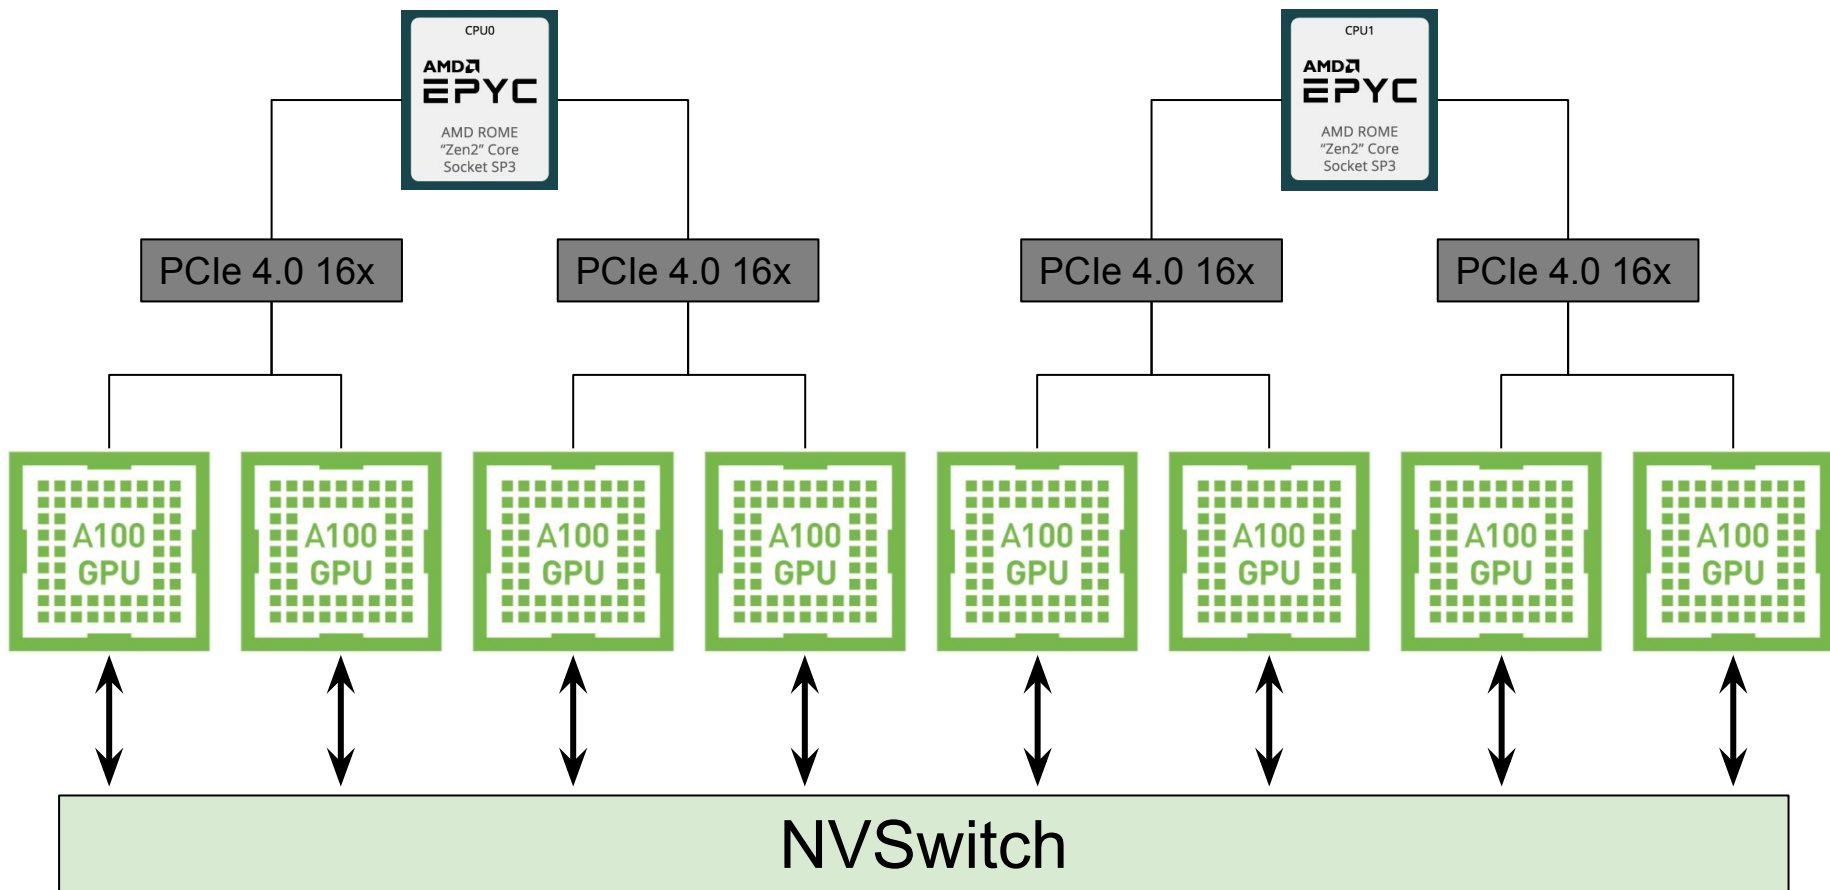 CPU0
AMD
EPYC
AMD ROME
“Zen2” Core
Socket SP3
CPU1
AMD
EPYC
AMD ROME
“Zen2” Core
Socket SP3
PCIe 4.0 16x
PCIe 4.0 16x
PCIe 4.0 16x
PCIe 4.0 16x
A100
GPU
A100
GPU
A100
GPU
A100
GPU
A100
GPU
A100
GPU
A100
GPU
A100
GPU
NVSwitch